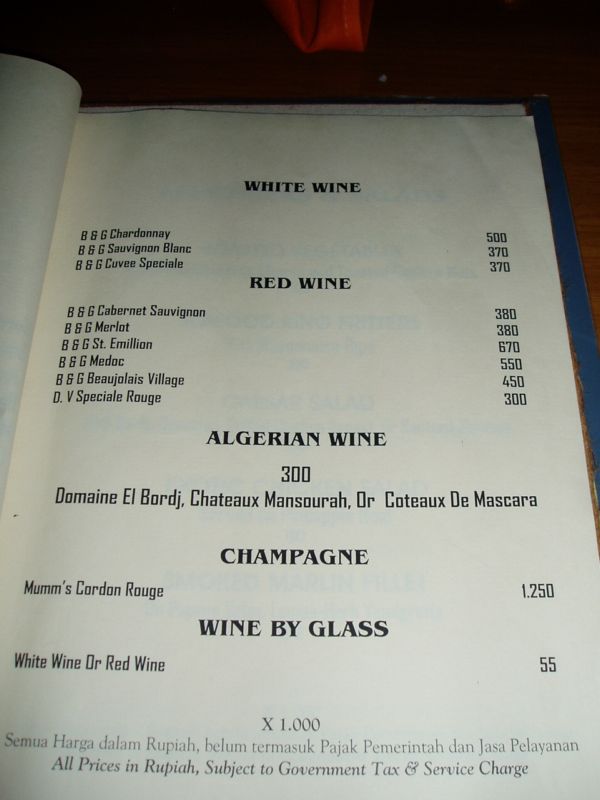 WHITE WINE
B & G Chardonnay 500
B & G Sauvignon Blanc 370
B & G Cuvee Speciale 370
RED WINE
B & G Cabernet Sauvignon 380
B & G Merlot 380
B & G St. Emillion 670
B & G Medoc 550
B & G Beaujolais Village 450
D. V Speciale Rouge 300
ALGERIAN WINE
300
Domaine El Bordj, Chateaux Mansourah, Or Coteaux De Mascara
CHAMPAGNE
Mumm's Cordon Rouge 1.250
WINE BY GLASS
White Wine Or Red Wine 55
X 1.000
Semua Harga dalam Rupiah, belum termasuk Pajak Pemerintah dan Jasa Pelayanan
All Prices in Rupiah, Subject to Government Tax & Service Charge